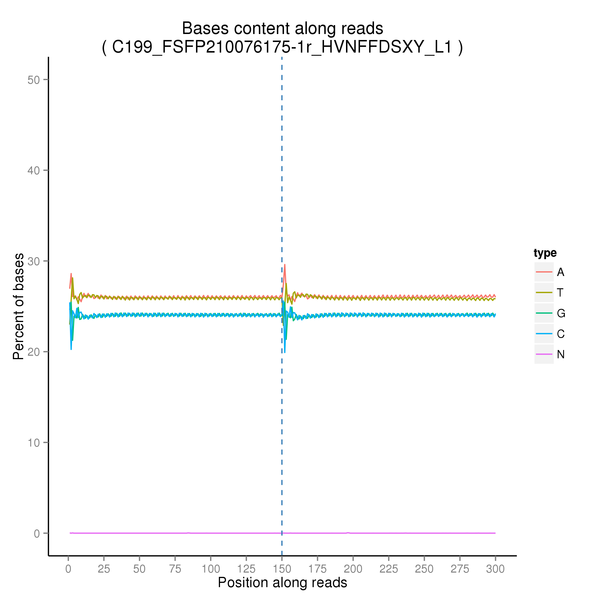 Bases content along reads
( C199_FSFP210076175-1r_HVNFFDSXY_L1 )
50
40
30
20
10
0
Percent of bases
0 25 50 75 100 125 150 175 200 225 250 275 300
Position along reads
type
A
T
G
C
N